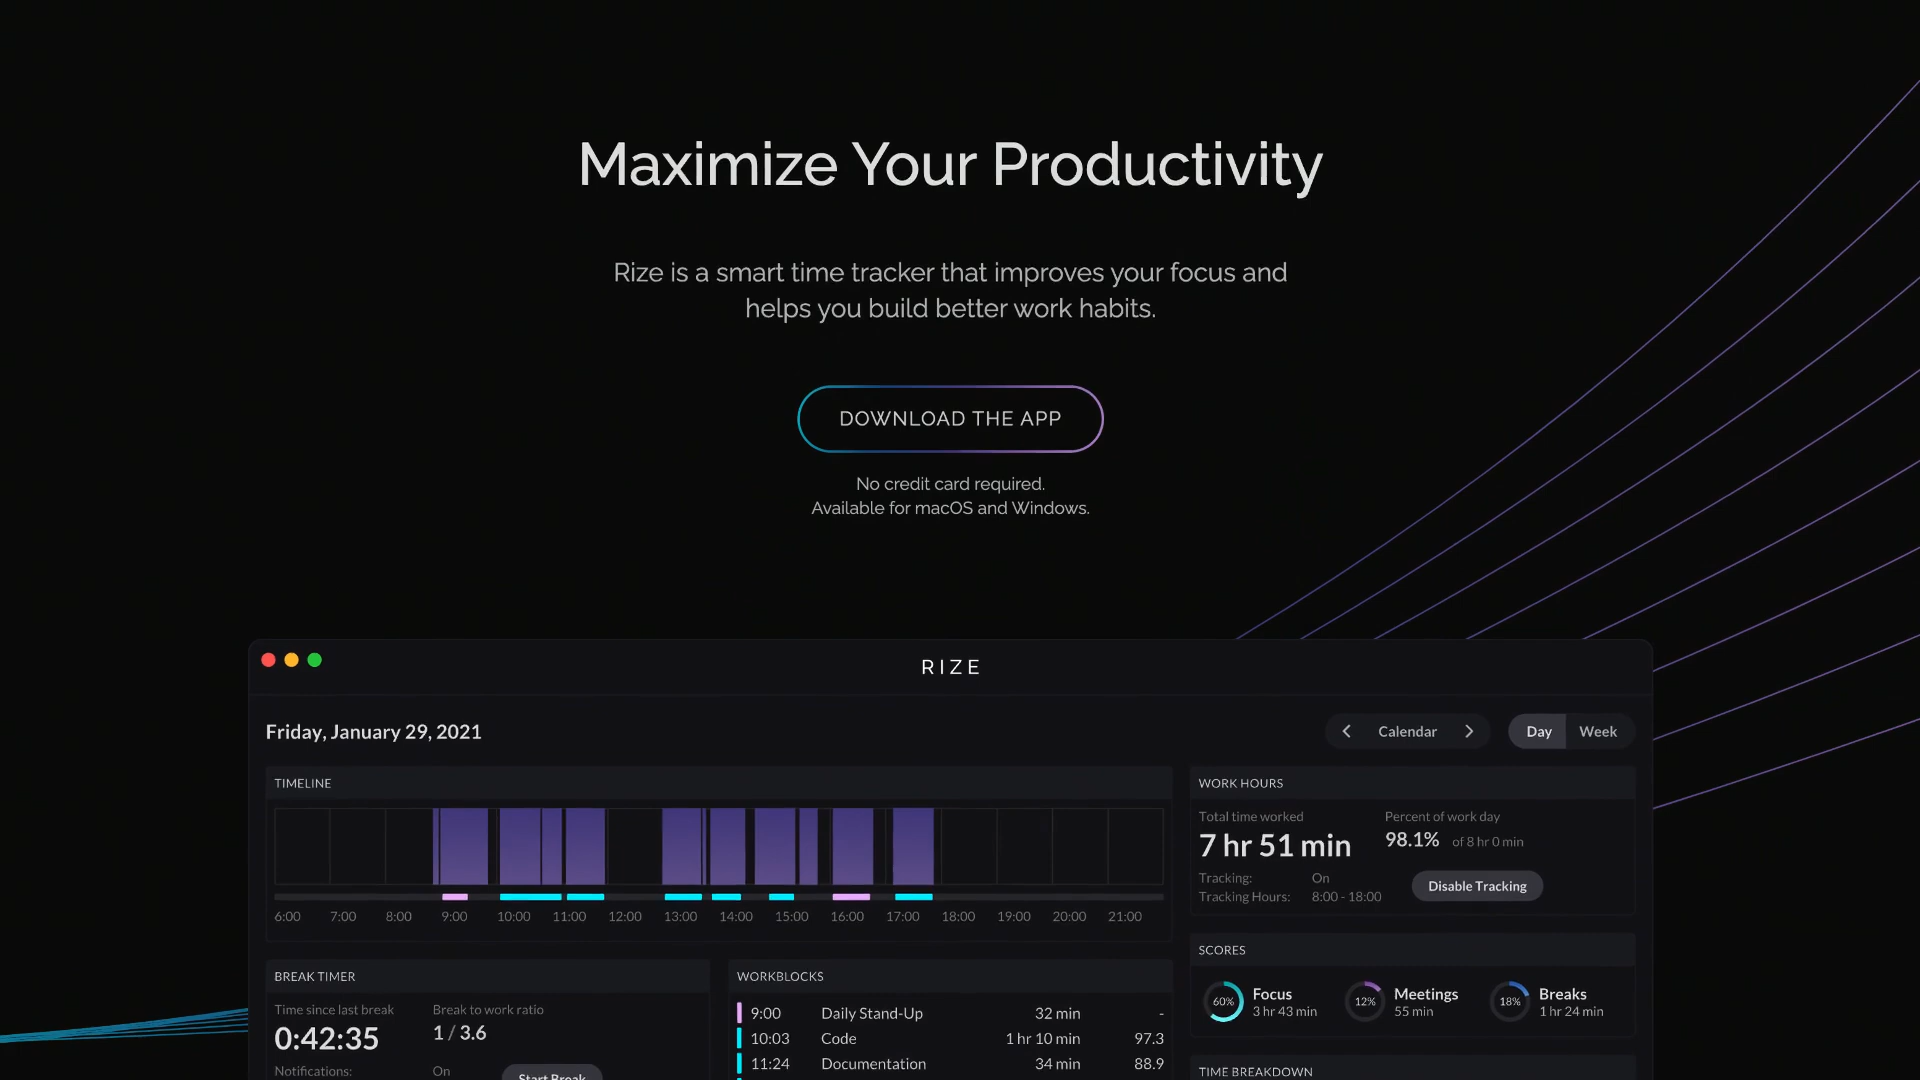 Maximize Your Productivity
Rize is a smart time tracker that improves your focus and
helps you build better work habits.
DOWNLOAD THE APP
No credit card required.
Available for macOS and Windows.
RIZE
Friday, January 29, 2021
Calendar
Day Week
TIMELINE
6:00 7:00 8:00 9:00 10:00 11:00 12:00 13:00 14:00 15:00 16:00 17:00 18:00 19:00 20:00 21:00
WORK HOURS
Total time worked Percent of work day
7 hr 51 min 98.1% of 8 hr 0 min
Tracking: On
Tracking Hours: 8:00 - 18:00
Disable Tracking
BREAK TIMER
Time since last break Break to work ratio
0:42:35 1 / 3.6
Notifications: On
Start Break
WORKBLOCKS
9:00 Daily Stand-Up 32 min -
10:03 Code 1 hr 10 min 97.3
11:24 Documentation 34 min 88.9
SCORES
60% Focus 3 hr 43 min
12% Meetings 55 min
18% Breaks 1 hr 24 min
TIME BREAKDOWN